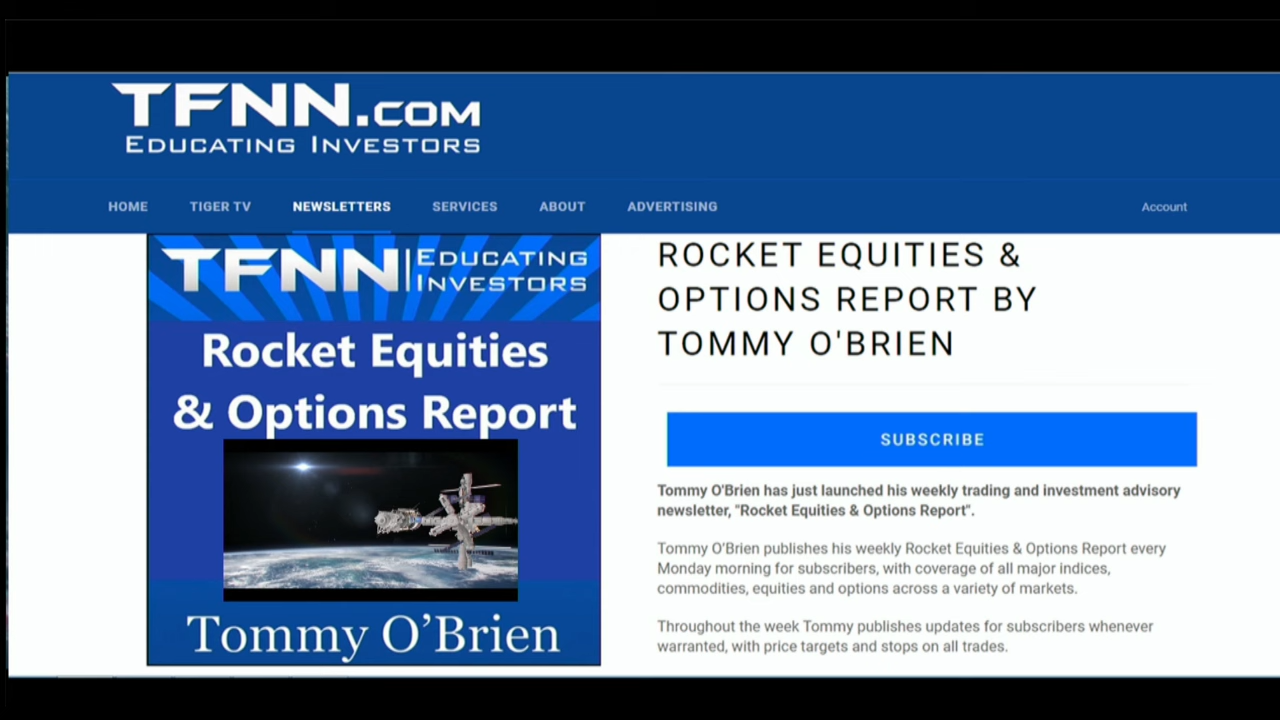 TFNN.COM
EDUCATING INVESTORS
HOME TIGER TV NEWSLETTERS SERVICES ABOUT ADVERTISING Account
TFNN EDUCATING
INVESTORS
Rocket Equities
& Options Report
Tommy O’Brien
ROCKET EQUITIES &
OPTIONS REPORT BY
TOMMY O'BRIEN
SUBSCRIBE
Tommy O'Brien has just launched his weekly trading and investment advisory
newsletter, "Rocket Equities & Options Report".
Tommy O’Brien publishes his weekly Rocket Equities & Options Report every
Monday morning for subscribers, with coverage of all major indices,
commodities, equities and options across a variety of markets.
Throughout the week Tommy publishes updates for subscribers whenever
warranted, with price targets and stops on all trades.